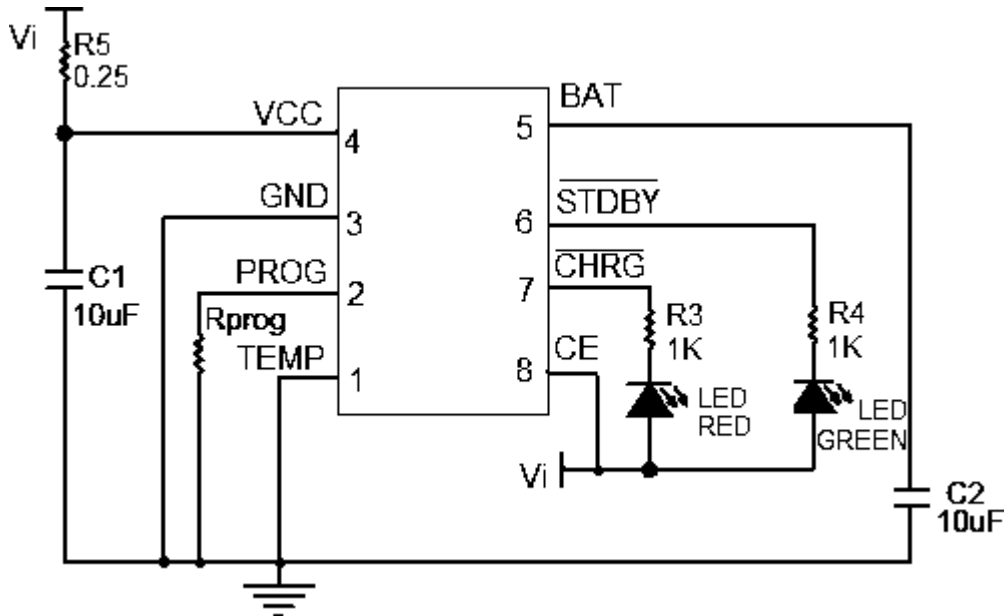 Vi
R5
0.25
VCC
4
GND
3
PROG
2
Rprog
TEMP
1
C1
10uF
BAT
5
STDBY
6
CHRG
7
CE
8
R3
1K
R4
1K
LED
RED
LED
GREEN
Vi
C2
10uF